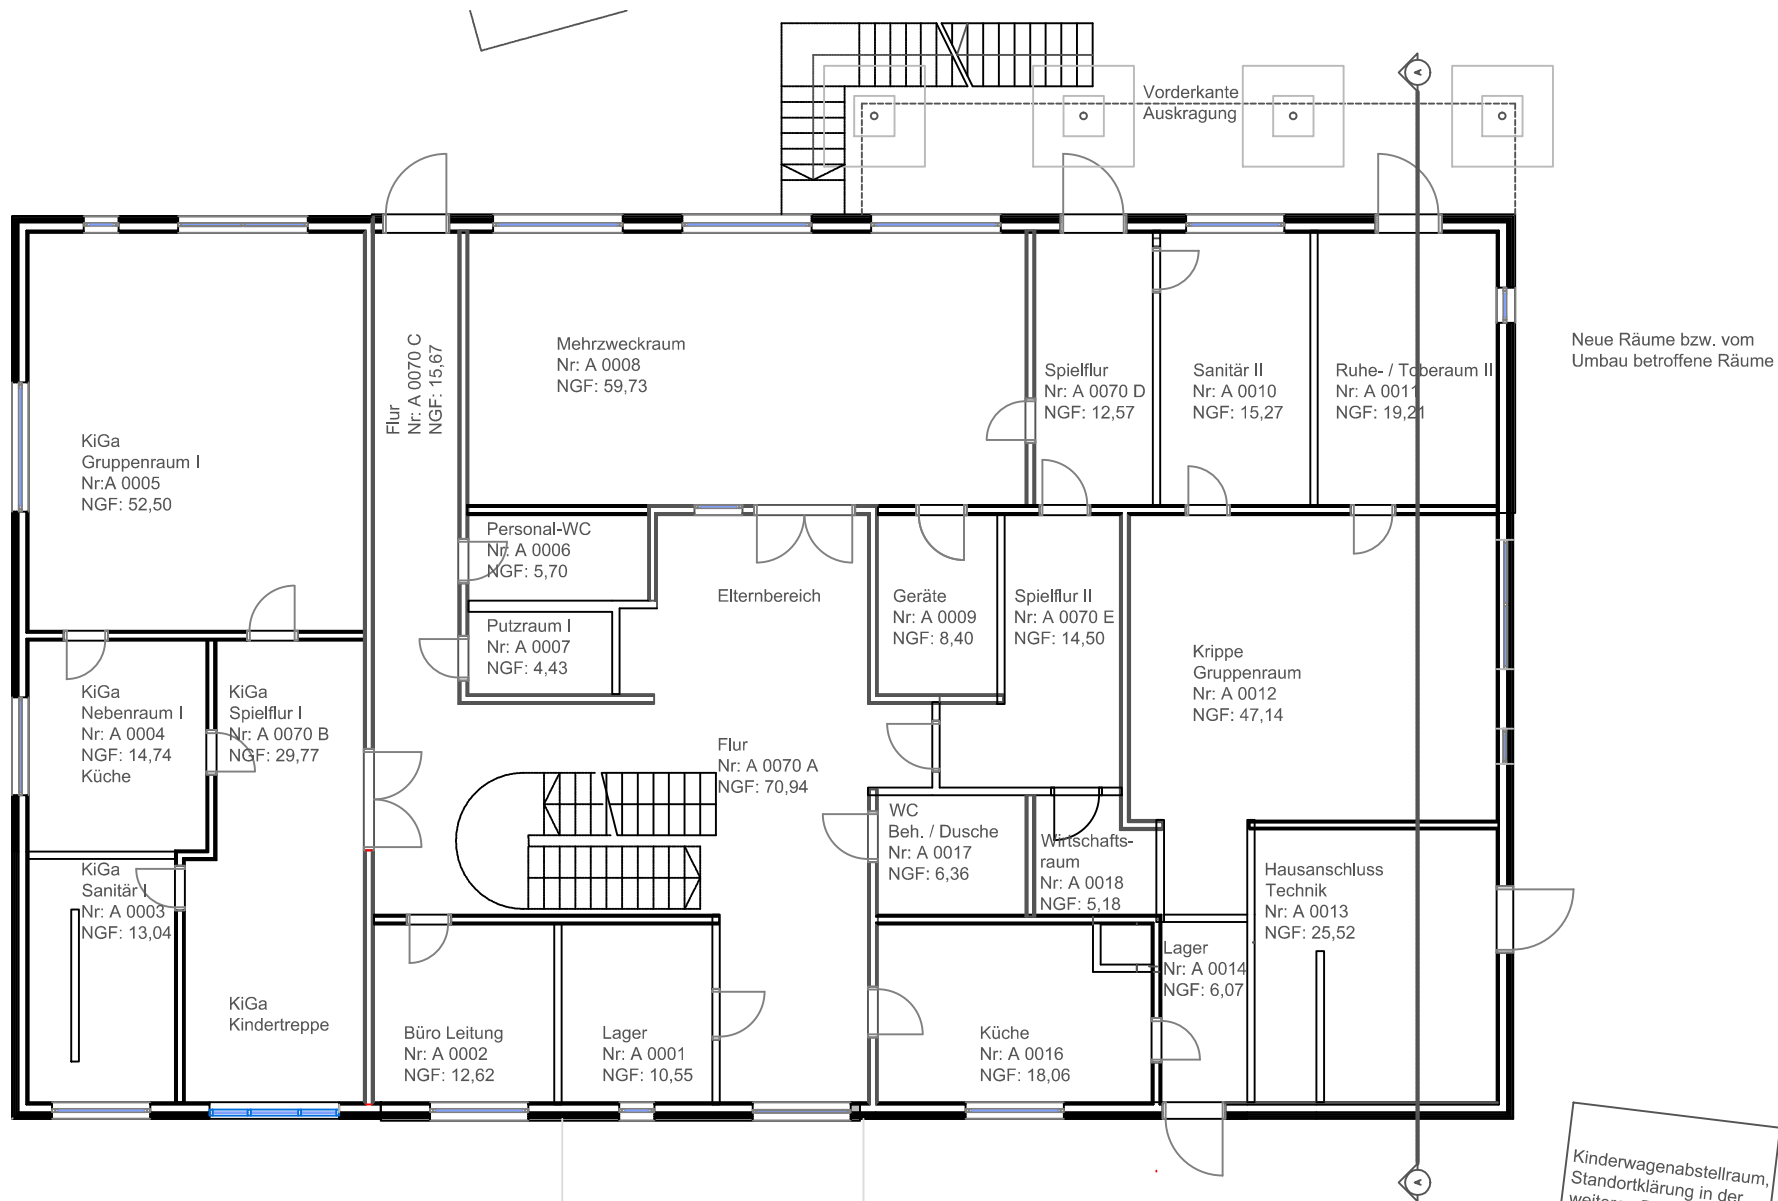 Vorderkante
Auskragung
A
Neue Räume bzw. vom
Umbau betroffene Räume
Flur
Nr: A 0070 C
NGF: 15,67
Mehrzweckraum
Nr: A 0008
NGF: 59,73
Spielflur
Nr: A 0070 D
NGF: 12,57
Sanitär II
Nr: A 0010
NGF: 15,27
Ruhe- / Toberaum II
Nr: A 0011
NGF: 19,21
KiGa
Gruppenraum I
Nr:A 0005
NGF: 52,50
Personal-WC
Nr: A 0006
NGF: 5,70
Elternbereich
Geräte
Nr: A 0009
NGF: 8,40
Spielflur II
Nr: A 0070 E
NGF: 14,50
Putzraum I
Nr: A 0007
NGF: 4,43
Krippe
Gruppenraum
Nr: A 0012
NGF: 47,14
KiGa
Nebenraum I
Nr: A 0004
NGF: 14,74
Küche
KiGa
Spielflur I
Nr: A 0070 B
NGF: 29,77
Flur
Nr: A 0070 A
NGF: 70,94
WC
Beh. / Dusche
Nr: A 0017
NGF: 6,36
Wirtschafts-
raum
Nr: A 0018
NGF: 5,18
KiGa
Sanitär I
Nr: A 0003
NGF: 13,04
Hausanschluss
Technik
Nr: A 0013
NGF: 25,52
Lager
Nr: A 0014
NGF: 6,07
KiGa
Kindertreppe
Büro Leitung
Nr: A 0002
NGF: 12,62
Lager
Nr: A 0001
NGF: 10,55
Küche
Nr: A 0016
NGF: 18,06
A
Kinderwagenabstellraum,
Standortklärung in der